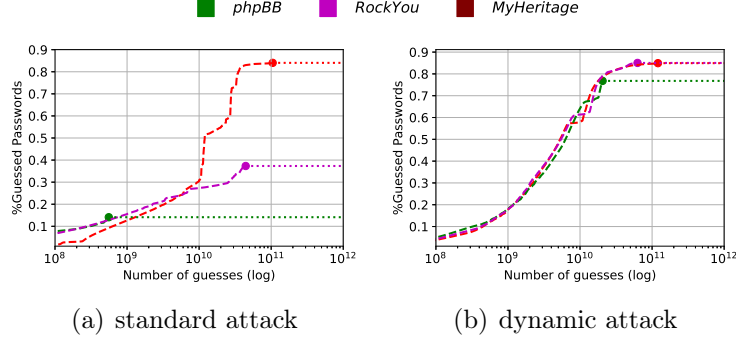 phpBB RockYou MyHeritage
0.9
0.8
0.7
0.6
0.5
0.4
0.3
0.2
0.1
%Guessed Passwords
10^8 10^9 10^10 10^11 10^12
Number of guesses (log)
(a) standard attack
0.9
0.8
0.7
0.6
0.5
0.4
0.3
0.2
0.1
%Guessed Passwords
10^8 10^9 10^10 10^11 10^12
Number of guesses (log)
(b) dynamic attack